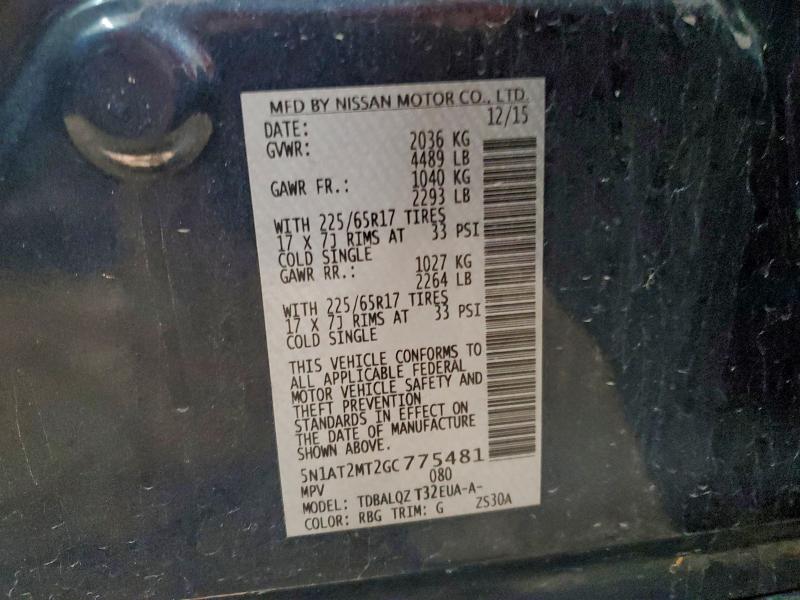 MFD BY NISSAN MOTOR CO., LTD.
DATE: 12/15
GVWR: 2036 KG
4489 LB
GAWR FR.: 1040 KG
2293 LB
WITH 225/65R17 TIRES
17 X 7J RIMS AT 33 PSI
COLD SINGLE
GAWR RR.: 1027 KG
2264 LB
WITH 225/65R17 TIRES
17 X 7J RIMS AT 33 PSI
COLD SINGLE
THIS VEHICLE CONFORMS TO
ALL APPLICABLE FEDERAL
MOTOR VEHICLE SAFETY AND
THEFT PREVENTION
STANDARDS IN EFFECT ON
THE DATE OF MANUFACTURE
SHOWN ABOVE.
5N1AT2MT2GC775481
MPV 080
MODEL: TDBALQZ T32EUA-A-
COLOR: RBG TRIM: G ZS30A